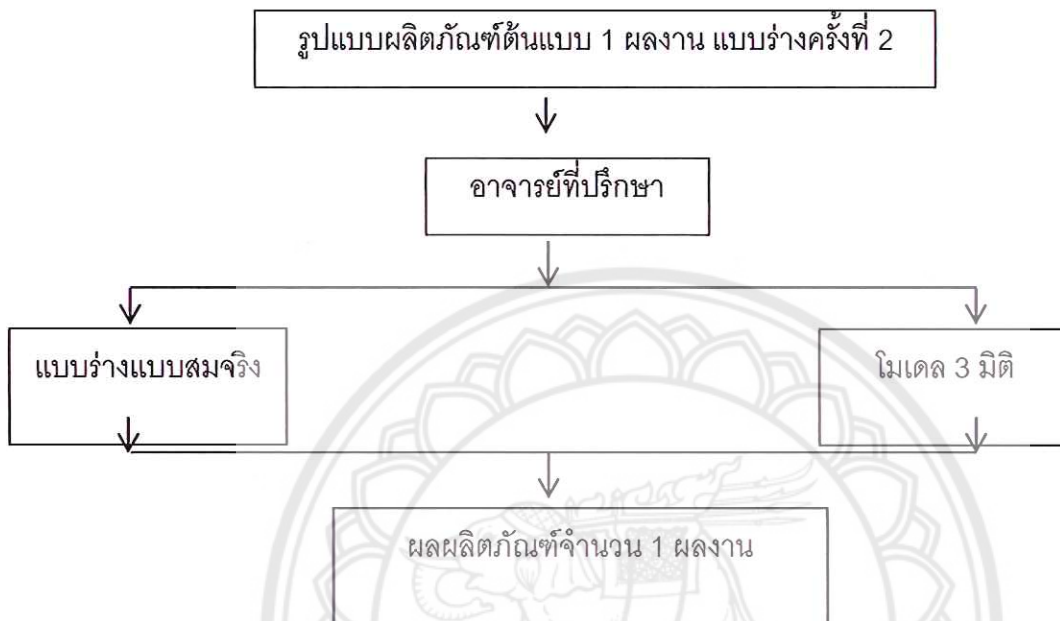 รูปแบบผลิตภัณฑ์ต้นแบบ 1 ผลงาน แบบร่างครั้งที่ 2
อาจารย์ที่ปรึกษา
แบบร่างแบบสมจริง
โมเดล 3 มิติ
ผลผลิตภัณฑ์จำนวน 1 ผลงาน